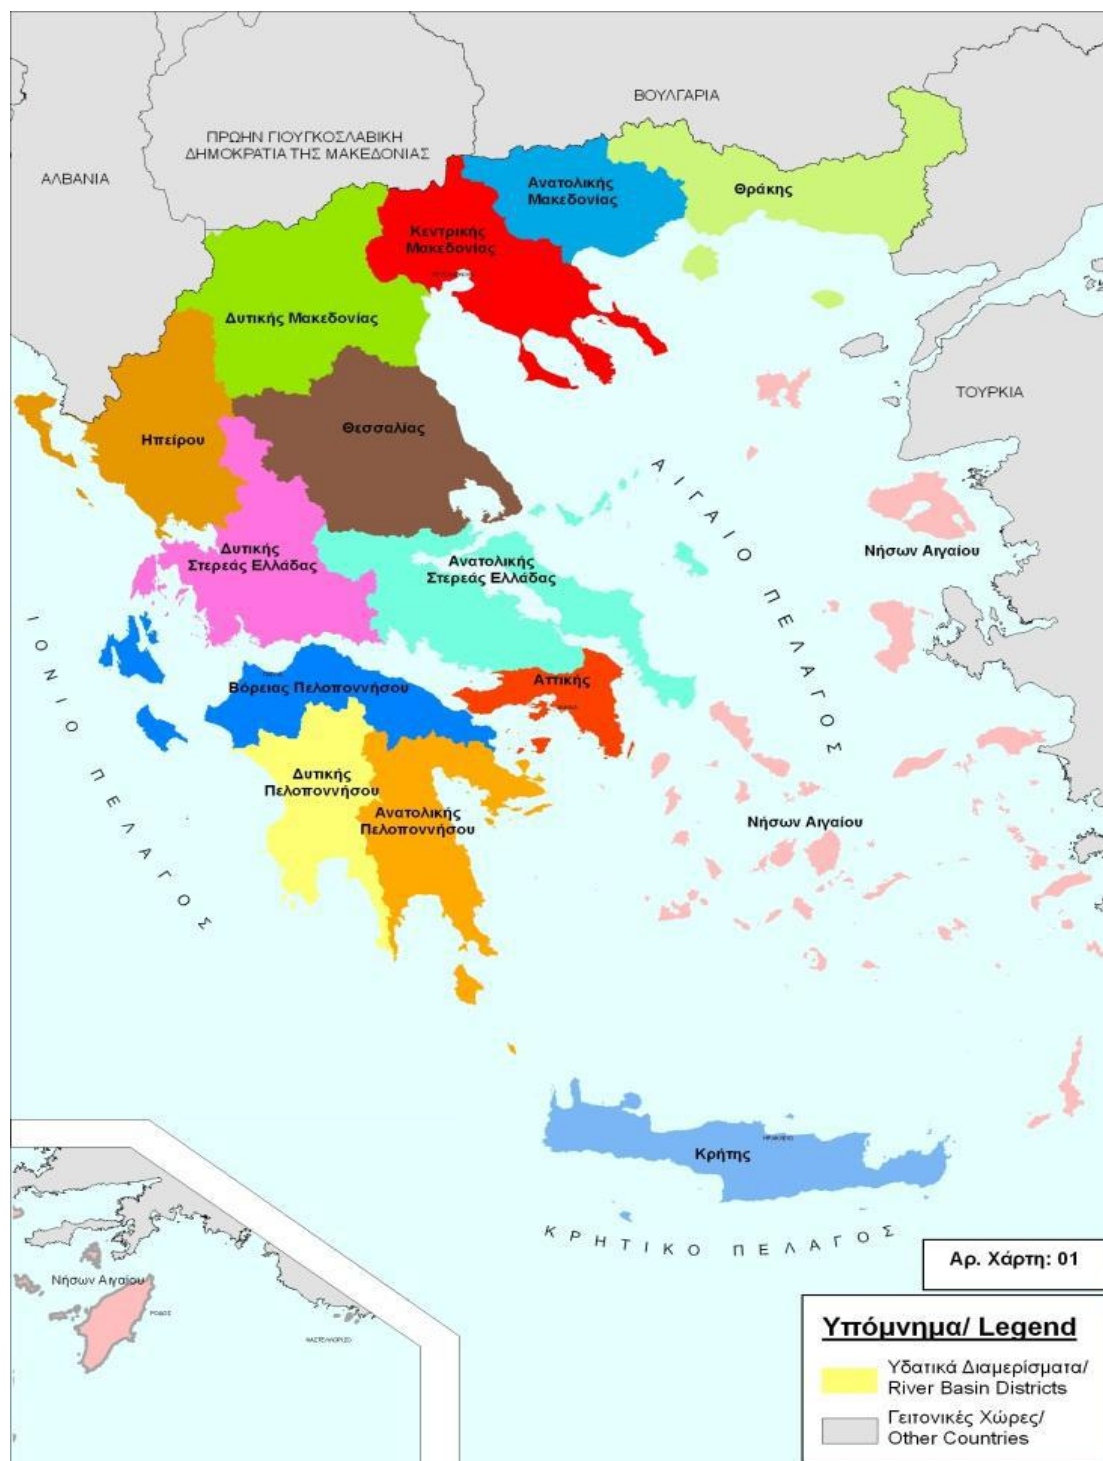 ΒΟΥΛΓΑΡΙΑ
ΠΡΩΗΝ ΓΙΟΥΓΚΟΣΛΑΒΙΚΗ
ΔΗΜΟΚΡΑΤΙΑ ΤΗΣ ΜΑΚΕΔΟΝΙΑΣ
ΑΛΒΑΝΙΑ
Ανατολικής
Μακεδονίας
Θράκης
Κεντρικής
Μακεδονίας
Δυτικής Μακεδονίας
ΤΟΥΡΚΙΑ
Ηπείρου
Θεσσαλίας
ΑΙΓΑΙΟ ΠΕΛΑΓΟΣ
Νήσων Αιγαίου
Δυτικής
Στερεάς Ελλάδας
Ανατολικής
Στερεάς Ελλάδας
ΙΟΝΙΟ ΠΕΛΑΓΟΣ
Βόρειας Πελοποννήσου
Αττικής
Δυτικής
Πελοποννήσου
Ανατολικής
Πελοποννήσου
Νήσων Αιγαίου
ΗΡΑΚΛΕΙΟ
Κρήτης
ΚΡΗΤΙΚΟ ΠΕΛΑΓΟΣ
Νήσων Αιγαίου
ΡΟΔΟΣ
ΚΑΣΤΕΛΛΟΡΙΖΟ
Αρ. Χάρτη: 01
Υπόμνημα/ Legend
Υδατικά Διαμερίσματα/
River Basin Districts
Γειτονικές Χώρες/
Other Countries